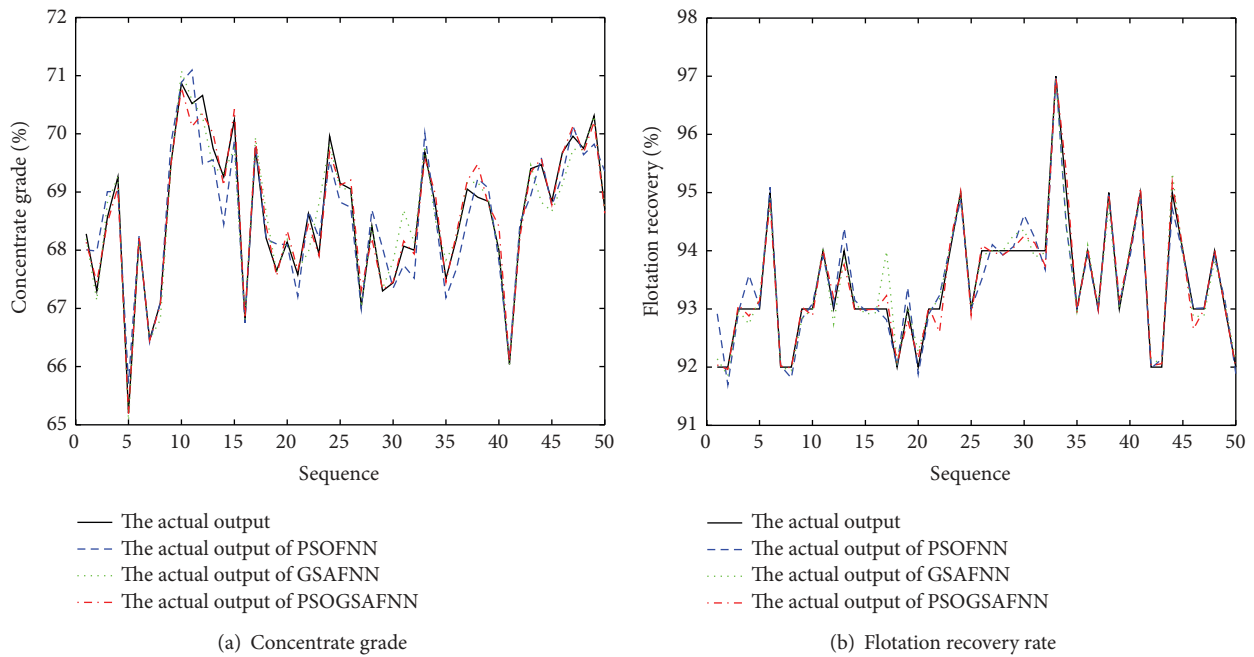 72
71
70
69
68
67
66
65
Concentrate grade (%)
0 5 10 15 20 25 30 35 40 45 50
Sequence
The actual output
The actual output of PSOFNN
The actual output of GSAFNN
The actual output of PSOGSAFNN
(a) Concentrate grade
98
97
96
95
94
93
92
91
Flotation recovery (%)
0 5 10 15 20 25 30 35 40 45 50
Sequence
The actual output
The actual output of PSOFNN
The actual output of GSAFNN
The actual output of PSOGSAFNN
(b) Flotation recovery rate